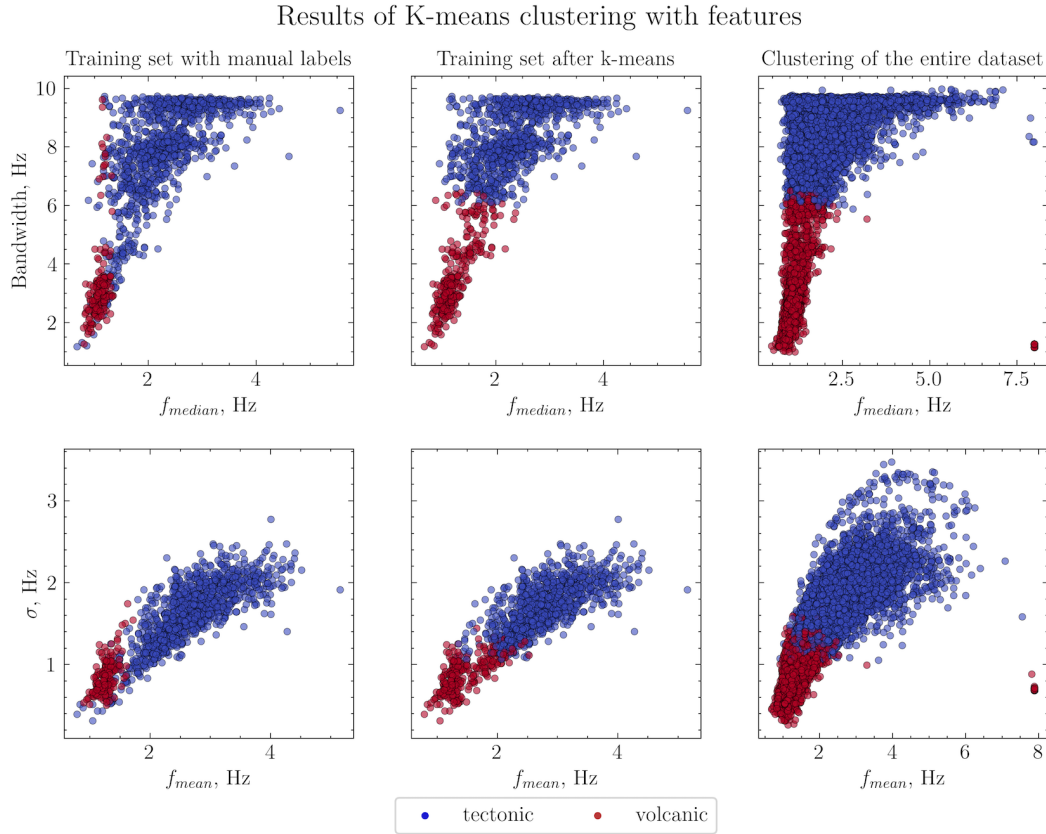 Results of K-means clustering with features
Training set with manual labels
Training set after k-means
Clustering of the entire dataset
Bandwidth, Hz
10
8
6
4
2
2
4
f_median, Hz
2
4
f_median, Hz
2.5
5.0
7.5
f_median, Hz
σ, Hz
3
2
1
2
4
f_mean, Hz
2
4
f_mean, Hz
2
4
6
8
f_mean, Hz
tectonic
volcanic